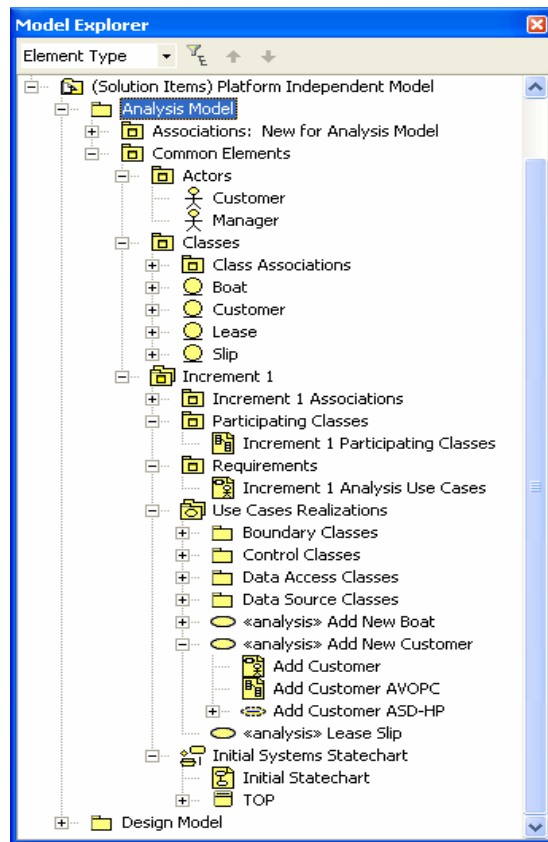 Model Explorer
Element Type
(Solution Items) Platform Independent Model
Analysis Model
Associations: New for Analysis Model
Common Elements
Actors
Customer
Manager
Classes
Class Associations
Boat
Customer
Lease
Slip
Increment 1
Increment 1 Associations
Participating Classes
Increment 1 Participating Classes
Requirements
Increment 1 Analysis Use Cases
Use Cases Realizations
Boundary Classes
Control Classes
Data Access Classes
Data Source Classes
«analysis» Add New Boat
«analysis» Add New Customer
Add Customer
Add Customer AVOPC
Add Customer ASD-HP
«analysis» Lease Slip
Initial Systems Statechart
Initial Statechart
TOP
Design Model